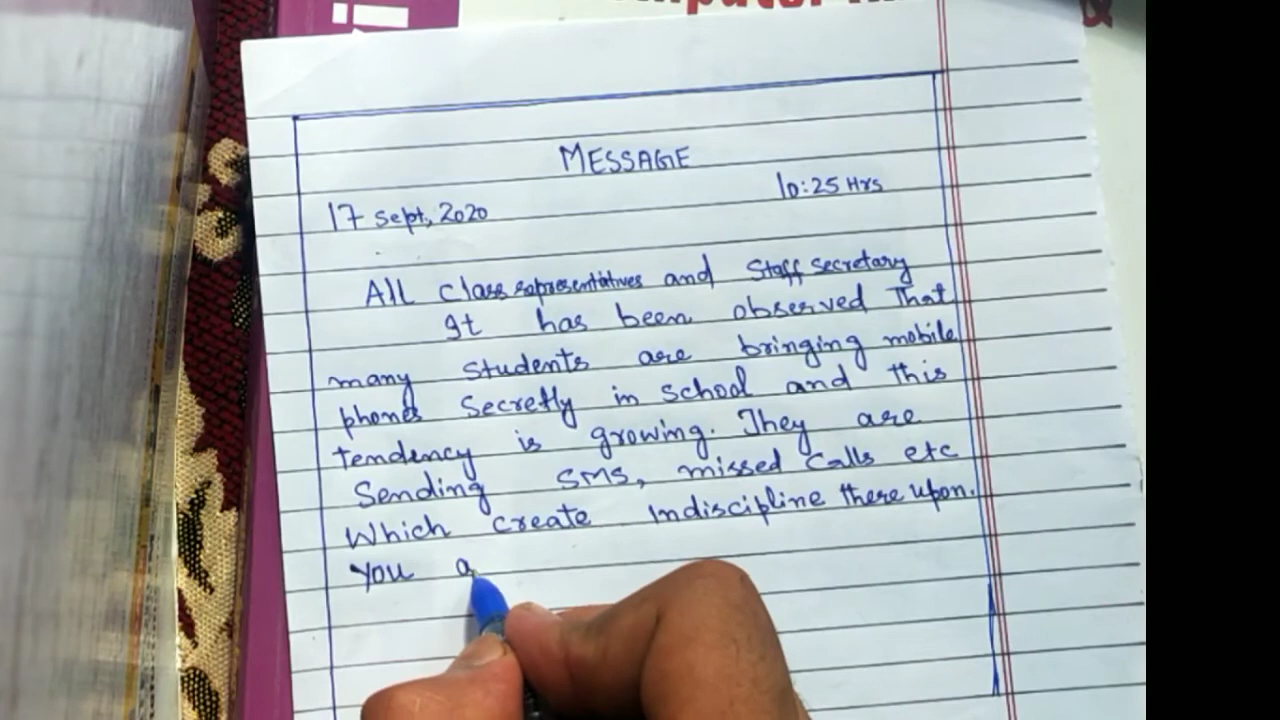 MESSAGE
10:25 Hrs
17 Sept, 2020
All Class representatives and Staff secretary
It has been observed That
many students are bringing mobile
phones Secretly in School and this
tendency is growing. They are
Sending SMS, missed Calls etc
Which create Indiscipline there upon.
You a